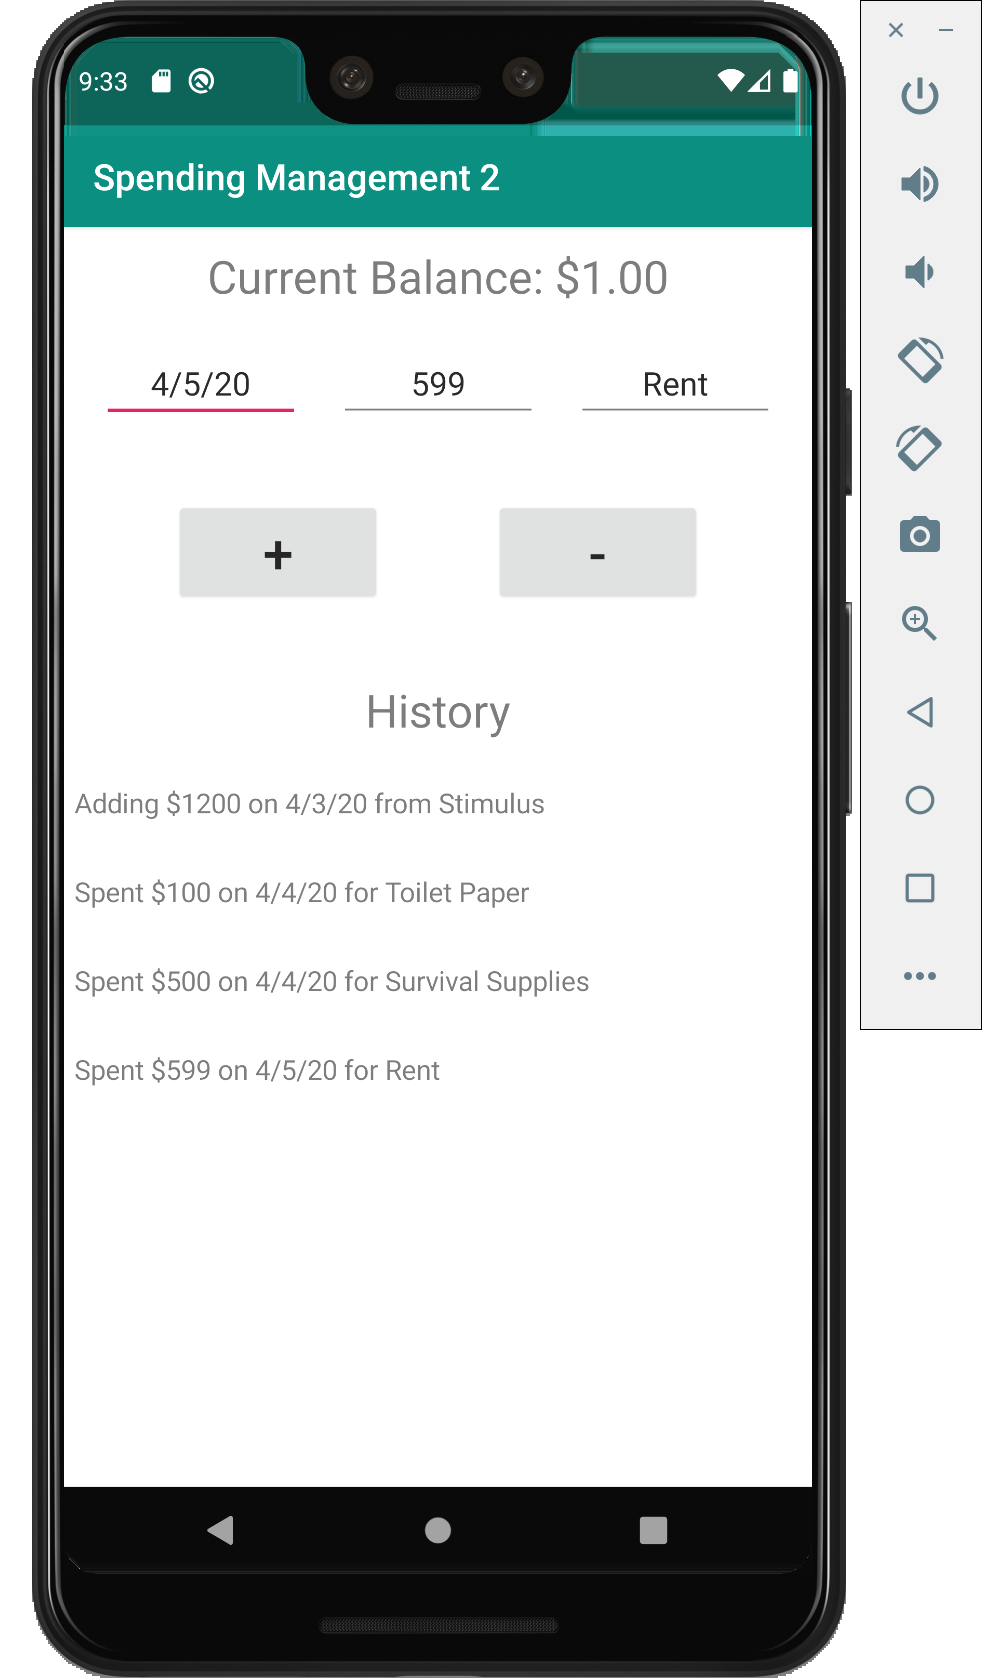 9:33
Spending Management 2
Current Balance: $1.00
4/5/20 599 Rent
+ -
History
Adding $1200 on 4/3/20 from Stimulus
Spent $100 on 4/4/20 for Toilet Paper
Spent $500 on 4/4/20 for Survival Supplies
Spent $599 on 4/5/20 for Rent